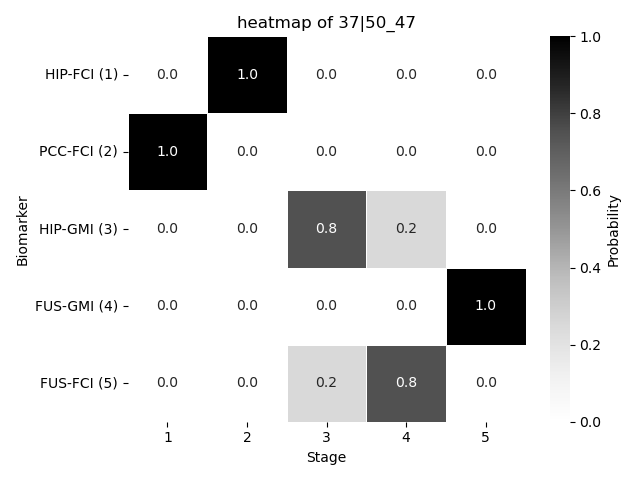 heatmap of 37|50_47
HIP-FCI (1) 0.0 1.0 0.0 0.0 0.0
PCC-FCI (2) 1.0 0.0 0.0 0.0 0.0
HIP-GMI (3) 0.0 0.0 0.8 0.2 0.0
FUS-GMI (4) 0.0 0.0 0.0 0.0 1.0
FUS-FCI (5) 0.0 0.0 0.2 0.8 0.0
1 2 3 4 5
Stage
Biomarker
1.0
0.8
0.6
0.4
0.2
0.0
Probability